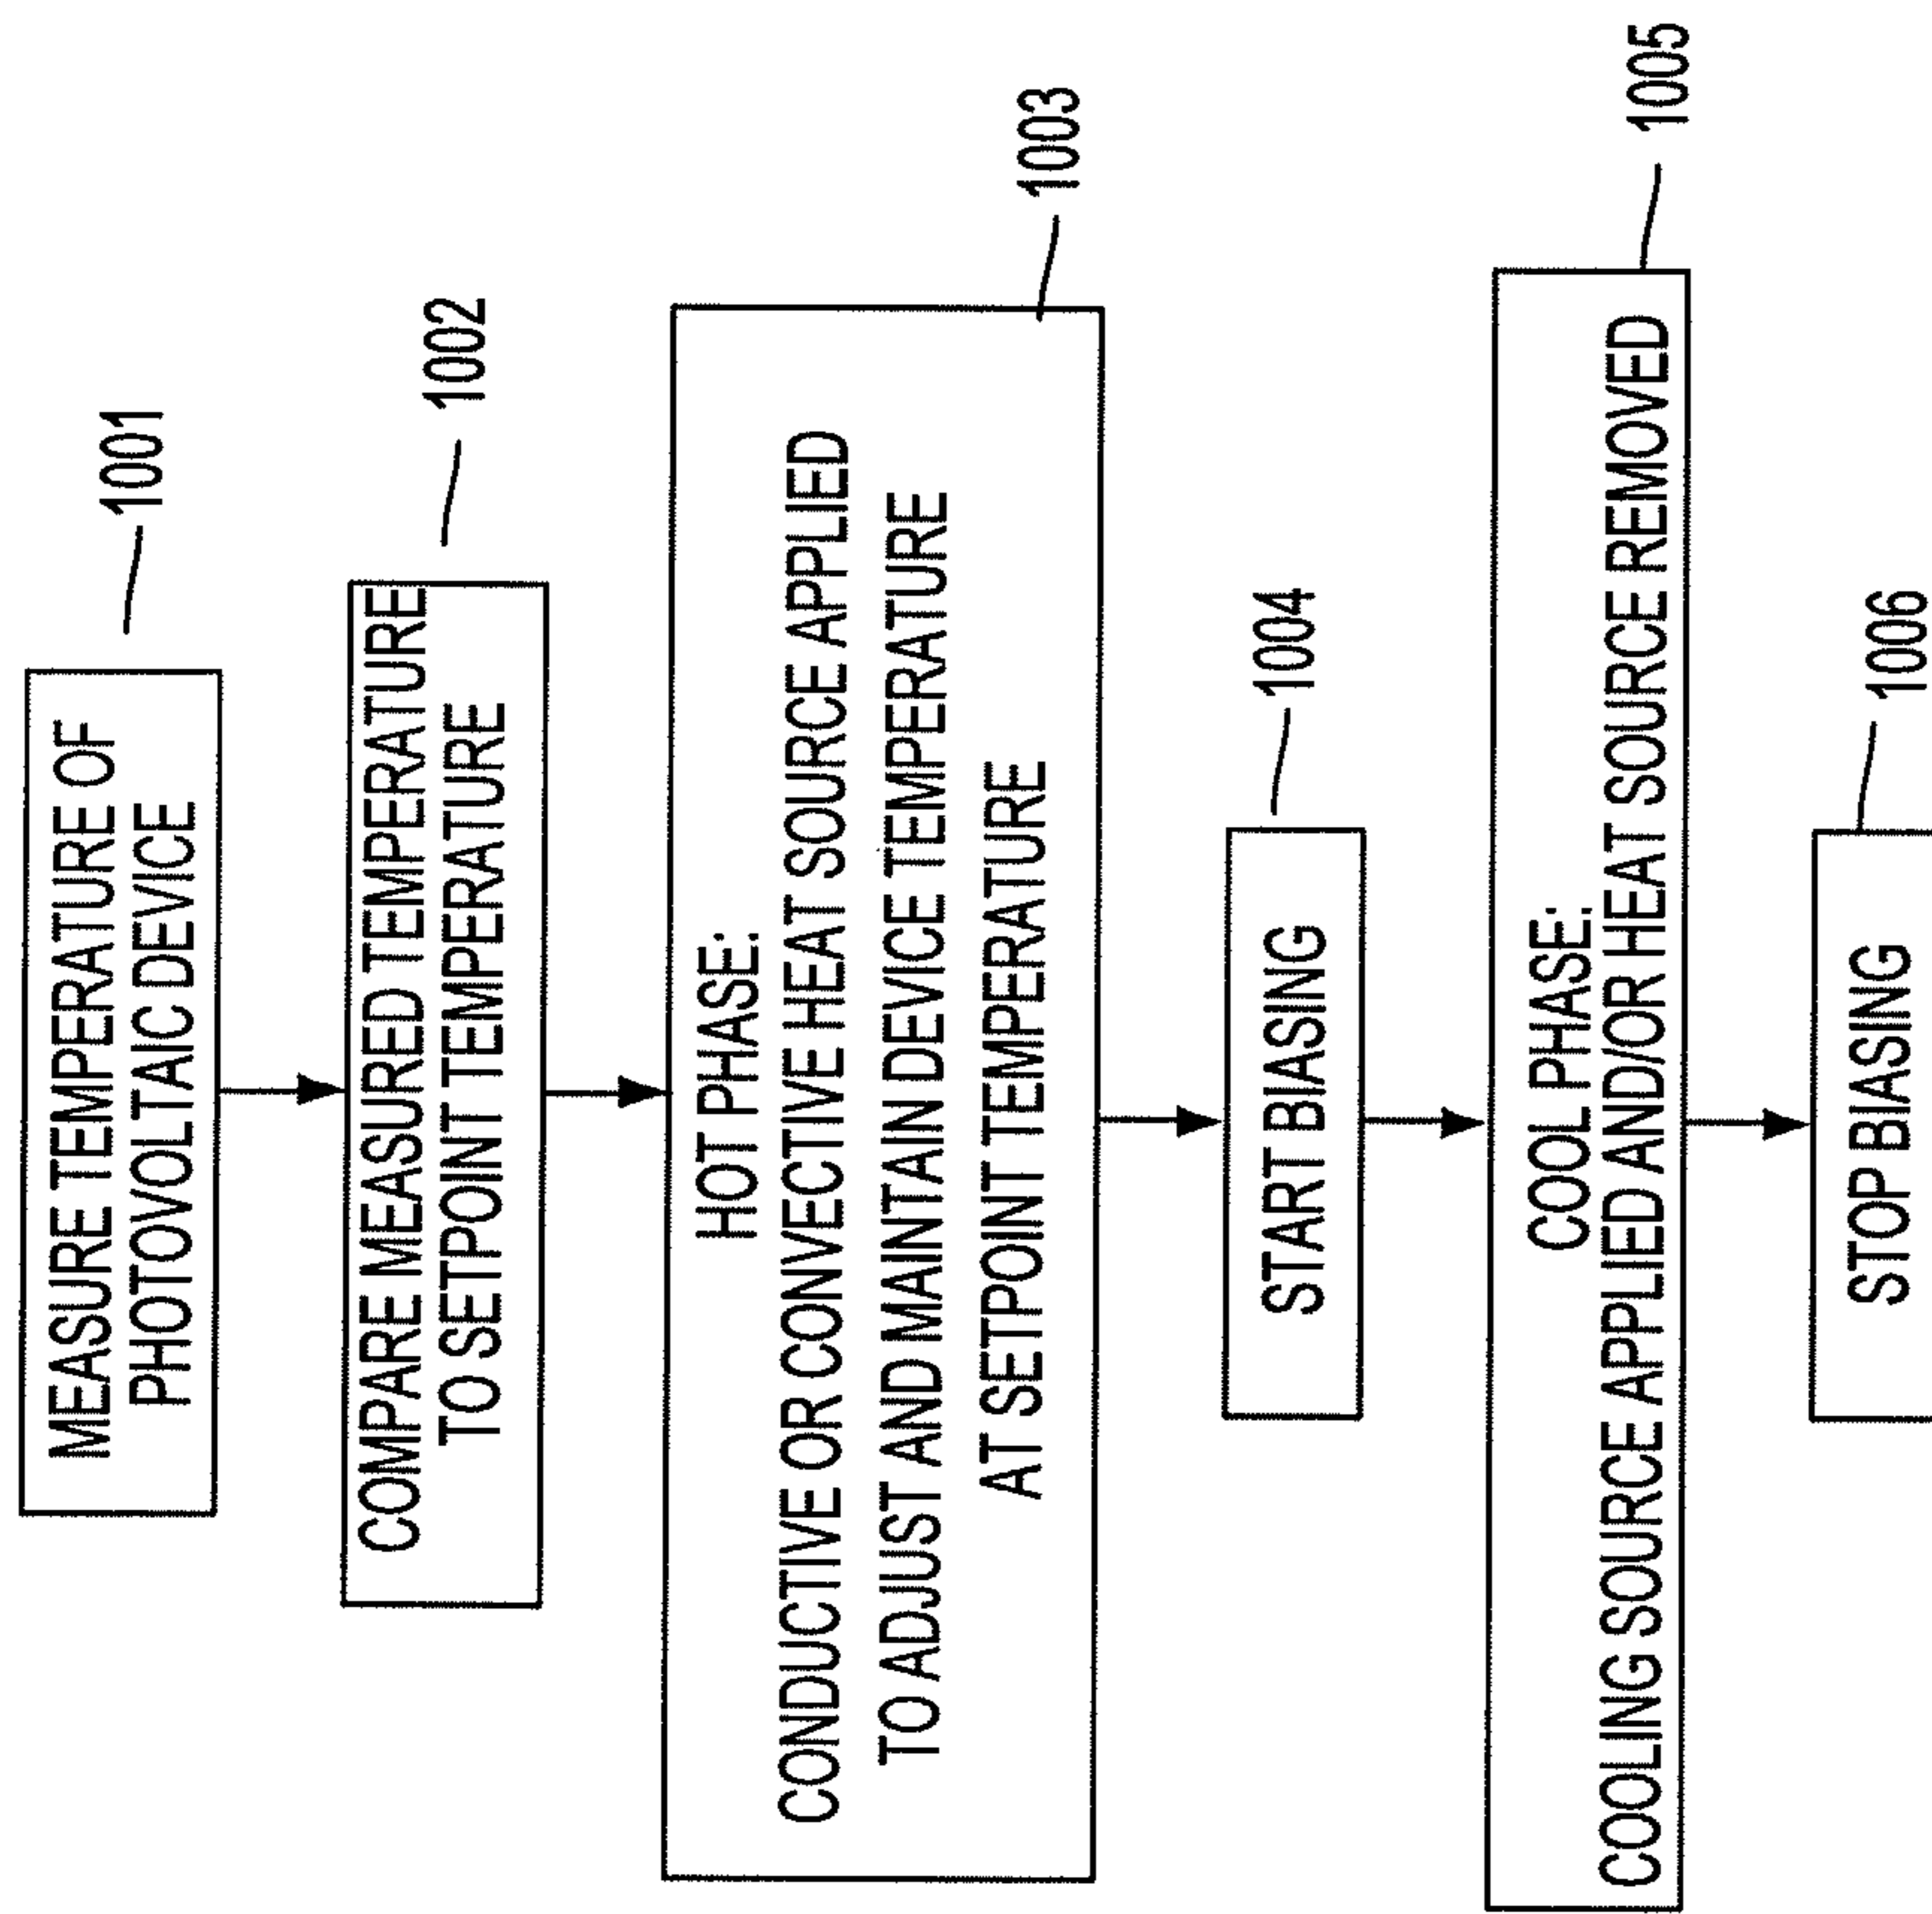 MEASURE TEMPERATURE OF
PHOTOVOLTAIC DEVICE
1001
COMPARE MEASURED TEMPERATURE
TO SETPOINT TEMPERATURE
1002
HOT PHASE:
CONDUCTIVE OR CONVECTIVE HEAT SOURCE APPLIED
TO ADJUST AND MAINTAIN DEVICE TEMPERATURE
AT SETPOINT TEMPERATURE
1003
START BIASING
1004
COOL PHASE:
COOLING SOURCE APPLIED AND/OR HEAT SOURCE REMOVED
1005
STOP BIASING
1006